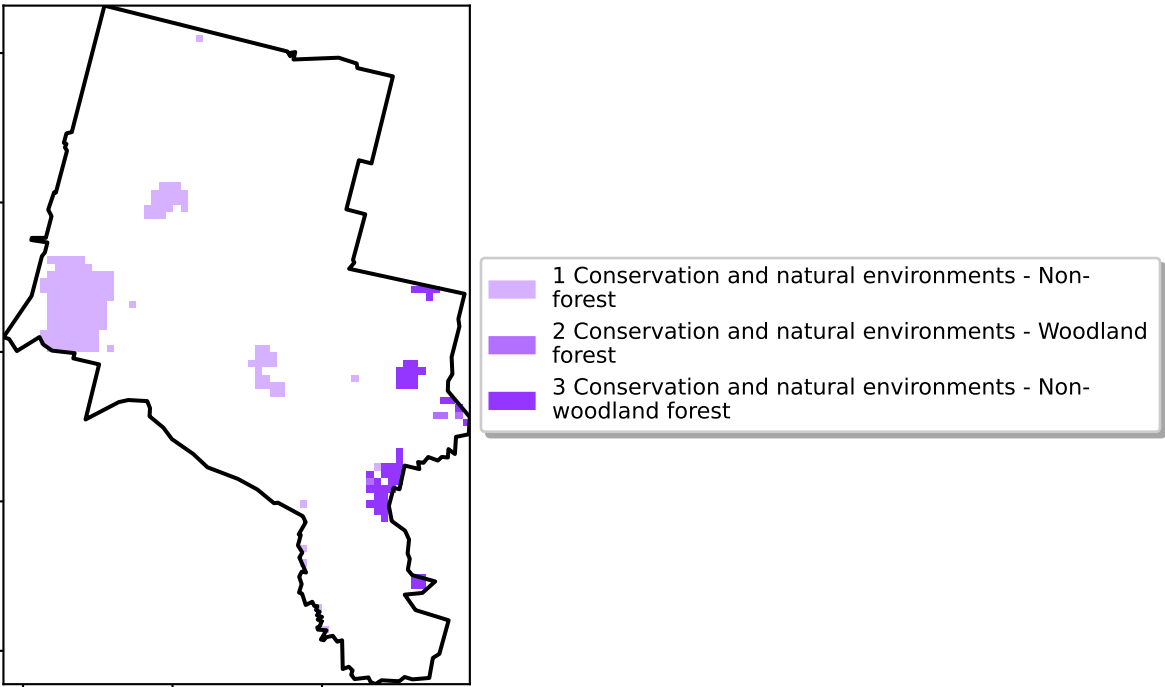 1 Conservation and natural environments - Non-
forest
2 Conservation and natural environments - Woodland
forest
3 Conservation and natural environments - Non-
woodland forest